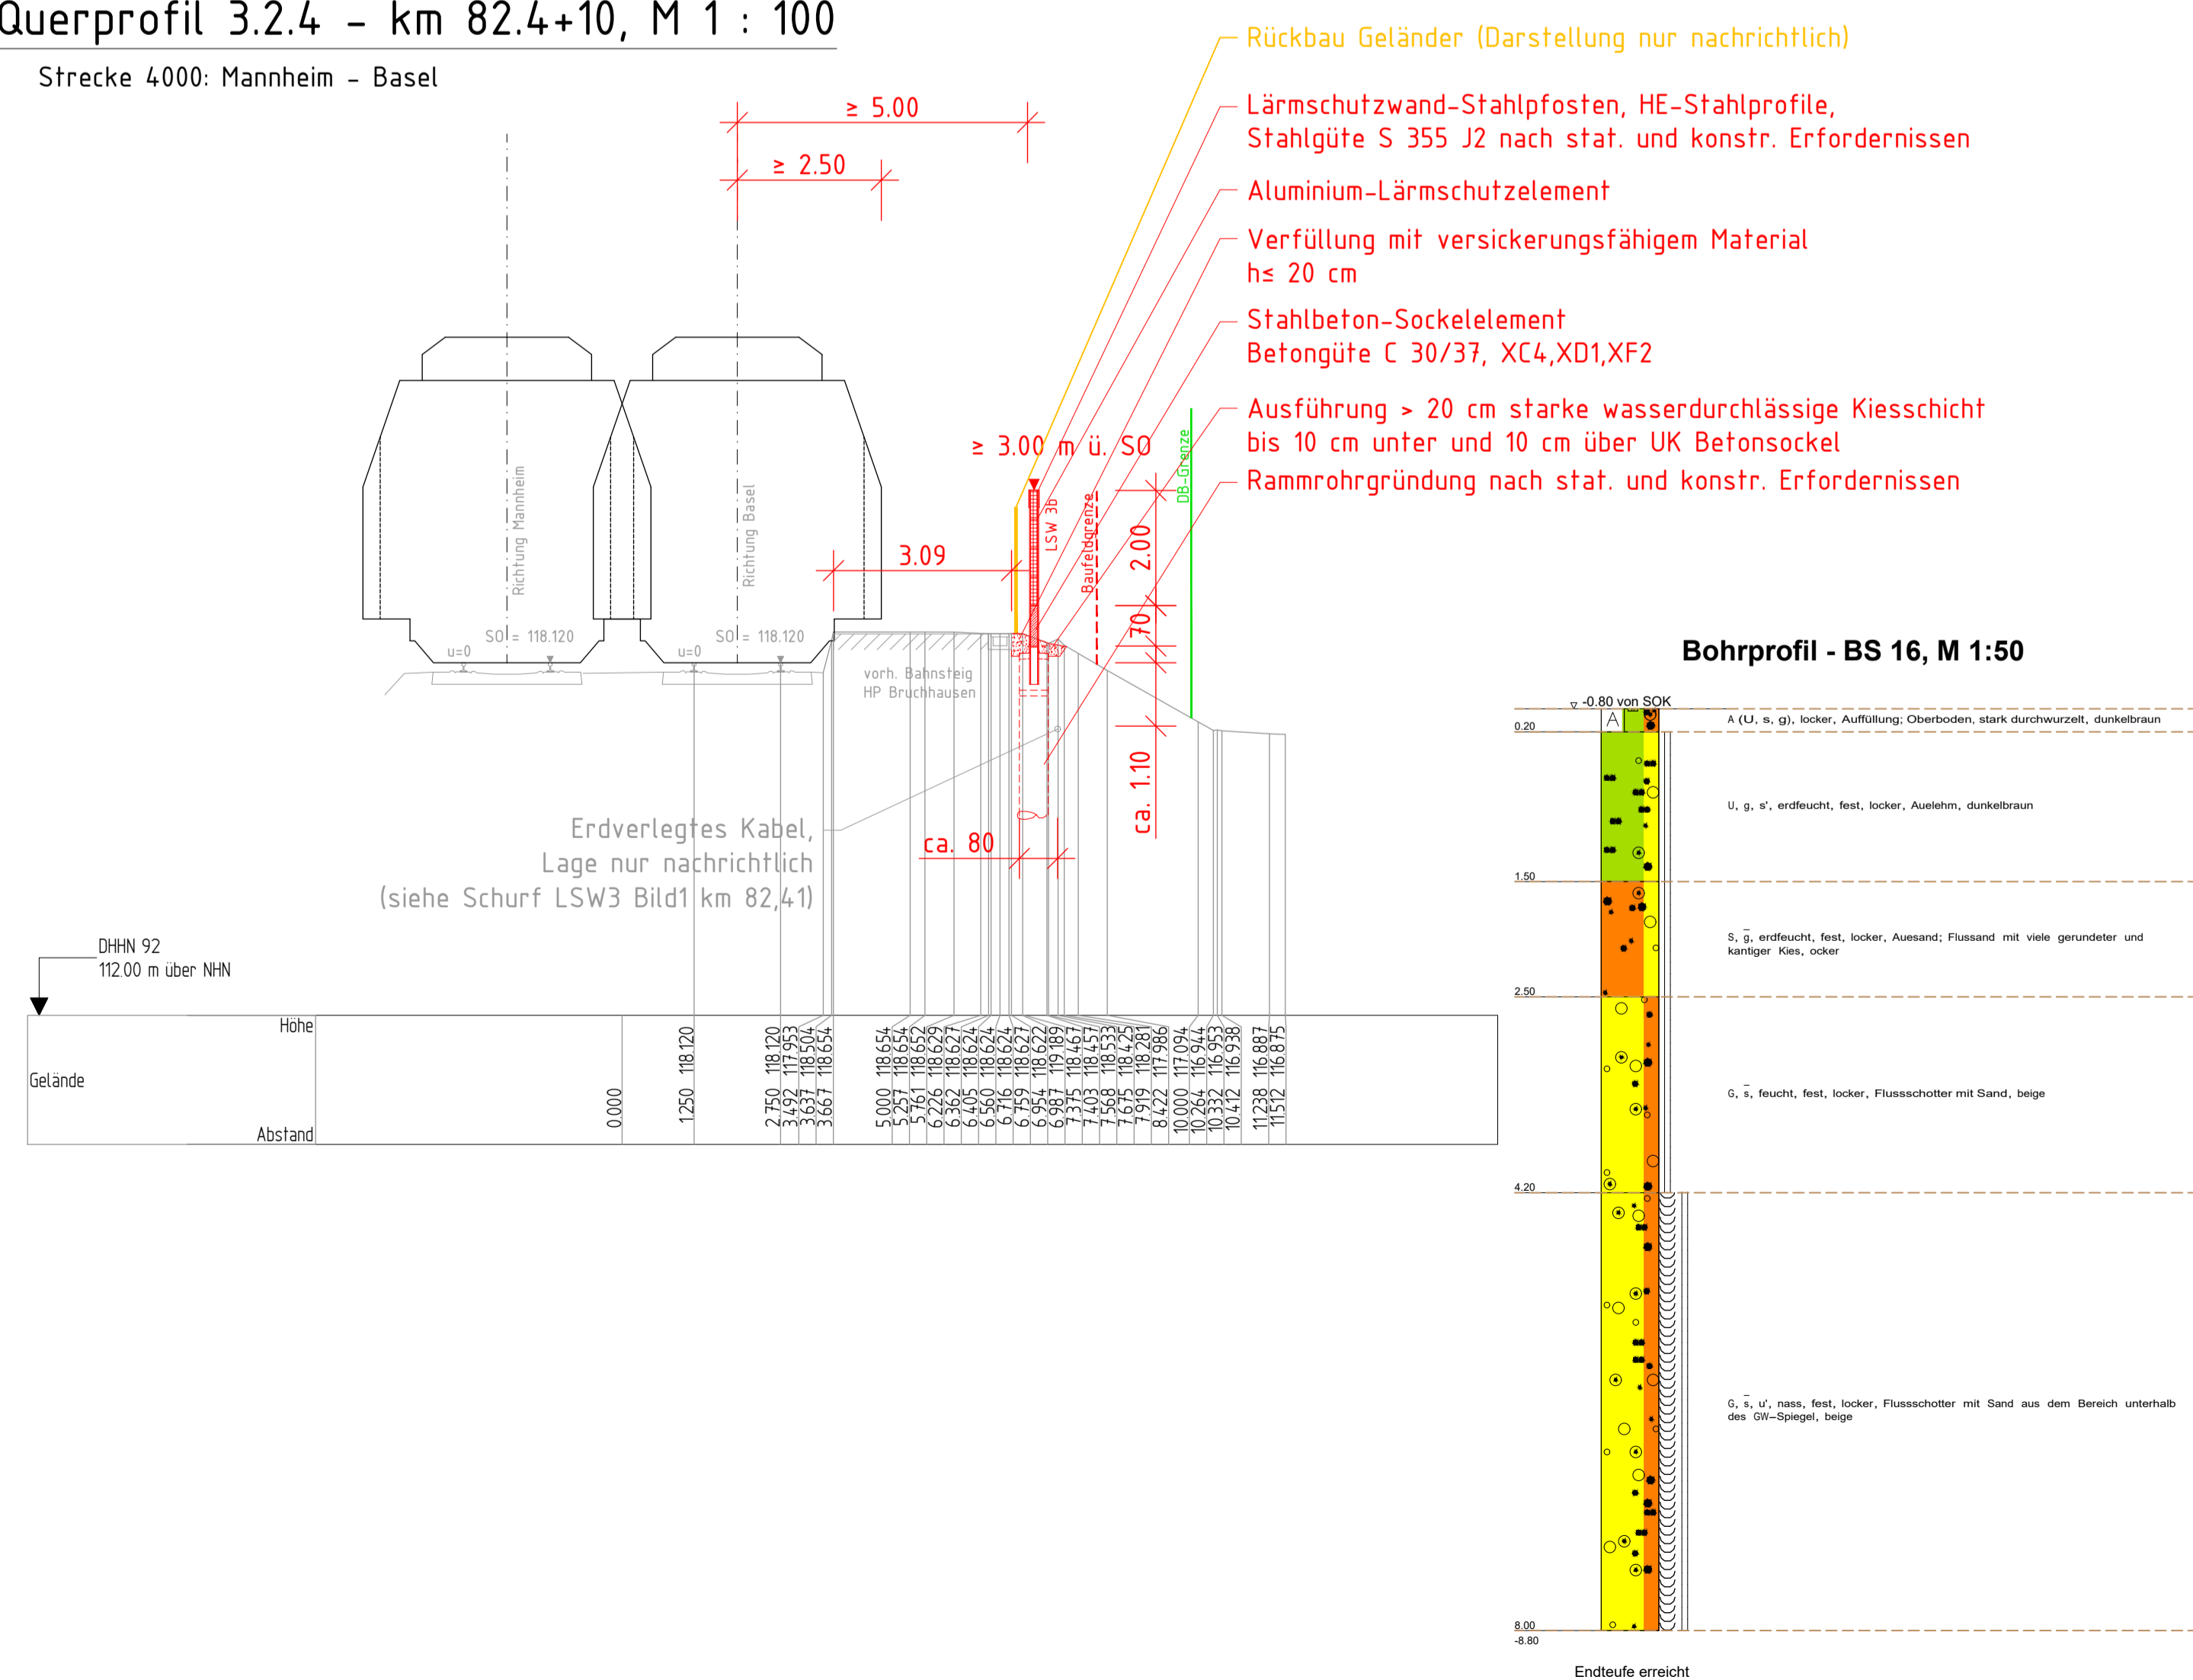 Querprofil 3.2.4 - km 82.4+10, M 1 : 100
Strecke 4000: Mannheim - Basel
≥ 5.00
≥ 2.50
Rückbau Geländer (Darstellung nur nachrichtlich)
Lärmschutzwand-Stahlpfosten, HE-Stahlprofile,
Stahlgüte S 355 J2 nach stat. und konstr. Erfordernissen
Aluminium-Lärmschutzelement
Verfüllung mit versickerungsfähigem Material
h≤ 20 cm
Stahlbeton-Sockelelement
Betongüte C 30/37, XC4,XD1,XF2
Ausführung > 20 cm starke wasserdurchlässige Kiesschicht
bis 10 cm unter und 10 cm über UK Betonsockel
Rammrohrgründung nach stat. und konstr. Erfordernissen
≥ 3.00 m ü. SO
DB-Grenze
Baufeldgrenze
LSW 3b
Richtung Mannheim
Richtung Basel
3.09
2.00
70
ca. 1.10
ca. 80
SO = 118.120
SO = 118.120
u=0
u=0
vorh. Bahnsteig
HP Bruchhausen
Erdverlegtes Kabel,
Lage nur nachrichtlich
(siehe Schurf LSW3 Bild1 km 82,41)
DHHN 92
112.00 m über NHN
Höhe
Gelände
Abstand
0.000
1.250 118.120
2.750 118.120
3.492 117.953
3.637 118.504
3.667 118.654
5.000 118.654
5.257 118.654
5.761 118.652
6.226 118.629
6.362 118.627
6.405 118.624
6.560 118.624
6.716 118.624
6.759 118.627
6.954 118.622
6.987 119.189
7.375 118.467
7.403 118.457
7.568 118.533
7.675 118.425
7.919 118.281
8.422 117.986
10.000 117.094
10.264 116.944
10.332 116.953
10.412 116.938
11.238 116.887
11.512 116.875
Bohrprofil - BS 16, M 1:50
-0.80 von SOK
A
0.20
A (U, s, g), locker, Auffüllung; Oberboden, stark durchwurzelt, dunkelbraun
U, g, s', erdfeucht, fest, locker, Auelehm, dunkelbraun
1.50
S, g̅, erdfeucht, fest, locker, Auesand; Flussand mit viele gerundeter und
kantiger Kies, ocker
2.50
G, s̅, feucht, fest, locker, Flussschotter mit Sand, beige
4.20
G, s̅, u', nass, fest, locker, Flussschotter mit Sand aus dem Bereich unterhalb
des GW-Spiegel, beige
8.00
-8.80
Endteufe erreicht